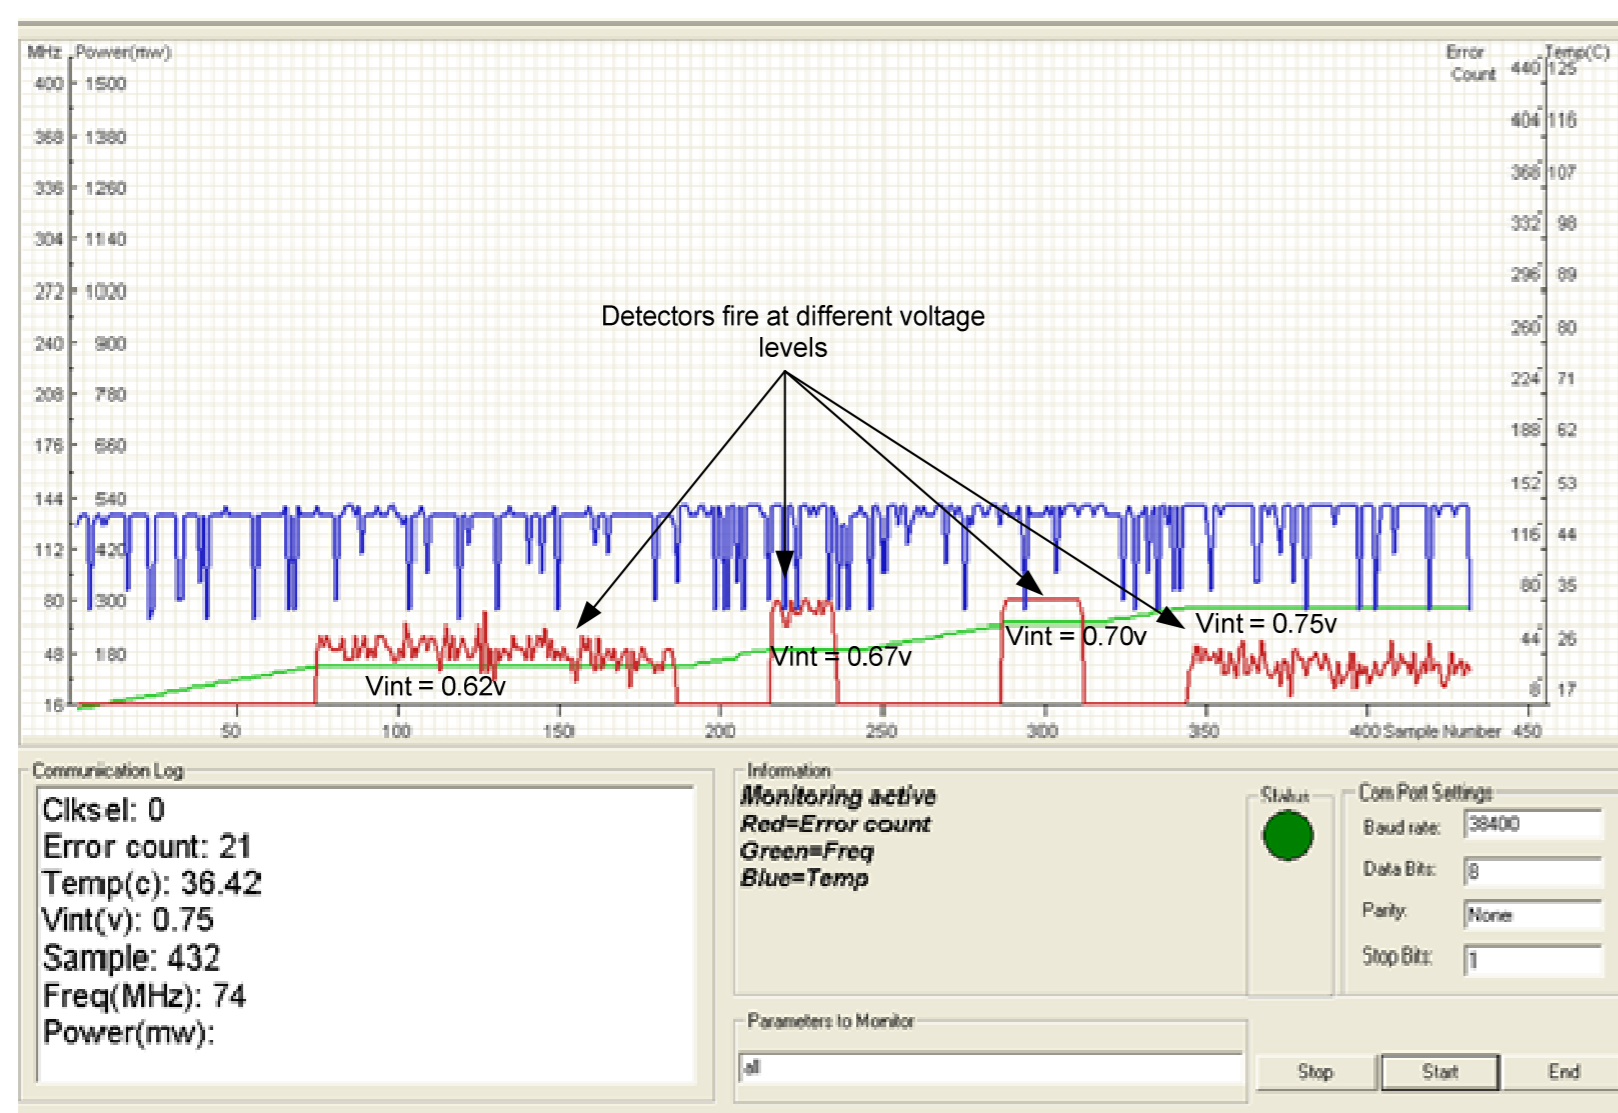 MHz Power(mw)
Error Count
Temp(C)
400 1500
440 125
368 1380
404 116
336 1260
368 107
304 1140
332 98
272 1020
296 89
Detectors fire at different voltage
levels
240 900
260 80
208 780
224 71
176 660
188 62
144 540
152 53
112 420
116 44
80 300
80 35
Vint = 0.75v
Vint = 0.70v
48 180
44 26
Vint = 0.67v
Vint = 0.62v
16
8 17
50 100 150 200 250 300 350 400 Sample Number 450
Communication Log
Clksel: 0
Error count: 21
Temp(c): 36.42
Vint(v): 0.75
Sample: 432
Freq(MHz): 74
Power(mw):
Information
Monitoring active
Red=Error count
Green=Freq
Blue=Temp
Status
Com Port Settings
Baud rate: 38400
Data Bits: 8
Parity: None
Stop Bits: 1
Parameters to Monitor
all
Stop Start End